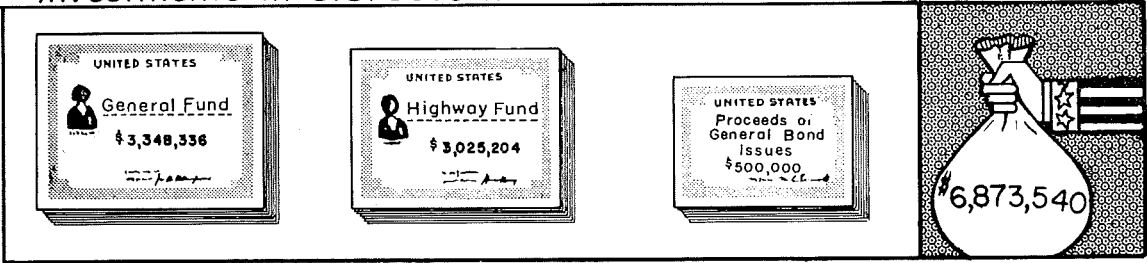 UNITED STATES
General Fund
$3,348,336
UNITED STATES
Highway Fund
$3,025,204
UNITED STATES
Proceeds of
General Bond
Issues
$500,000
$6,873,540